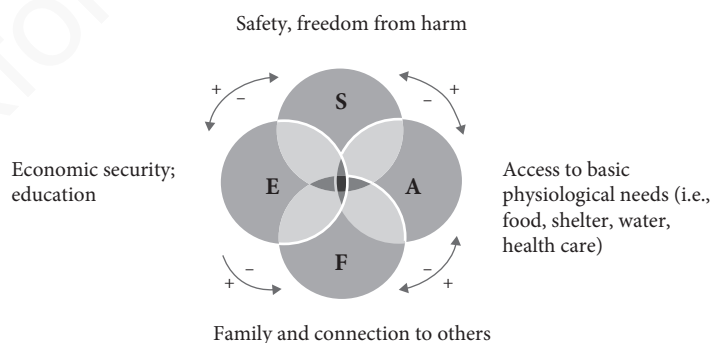 Safety, freedom from harm
+ − S − +
Economic security;
education
E A
Access to basic
physiological needs (i.e.,
food, shelter, water,
health care)
+ − F − +
Family and connection to others